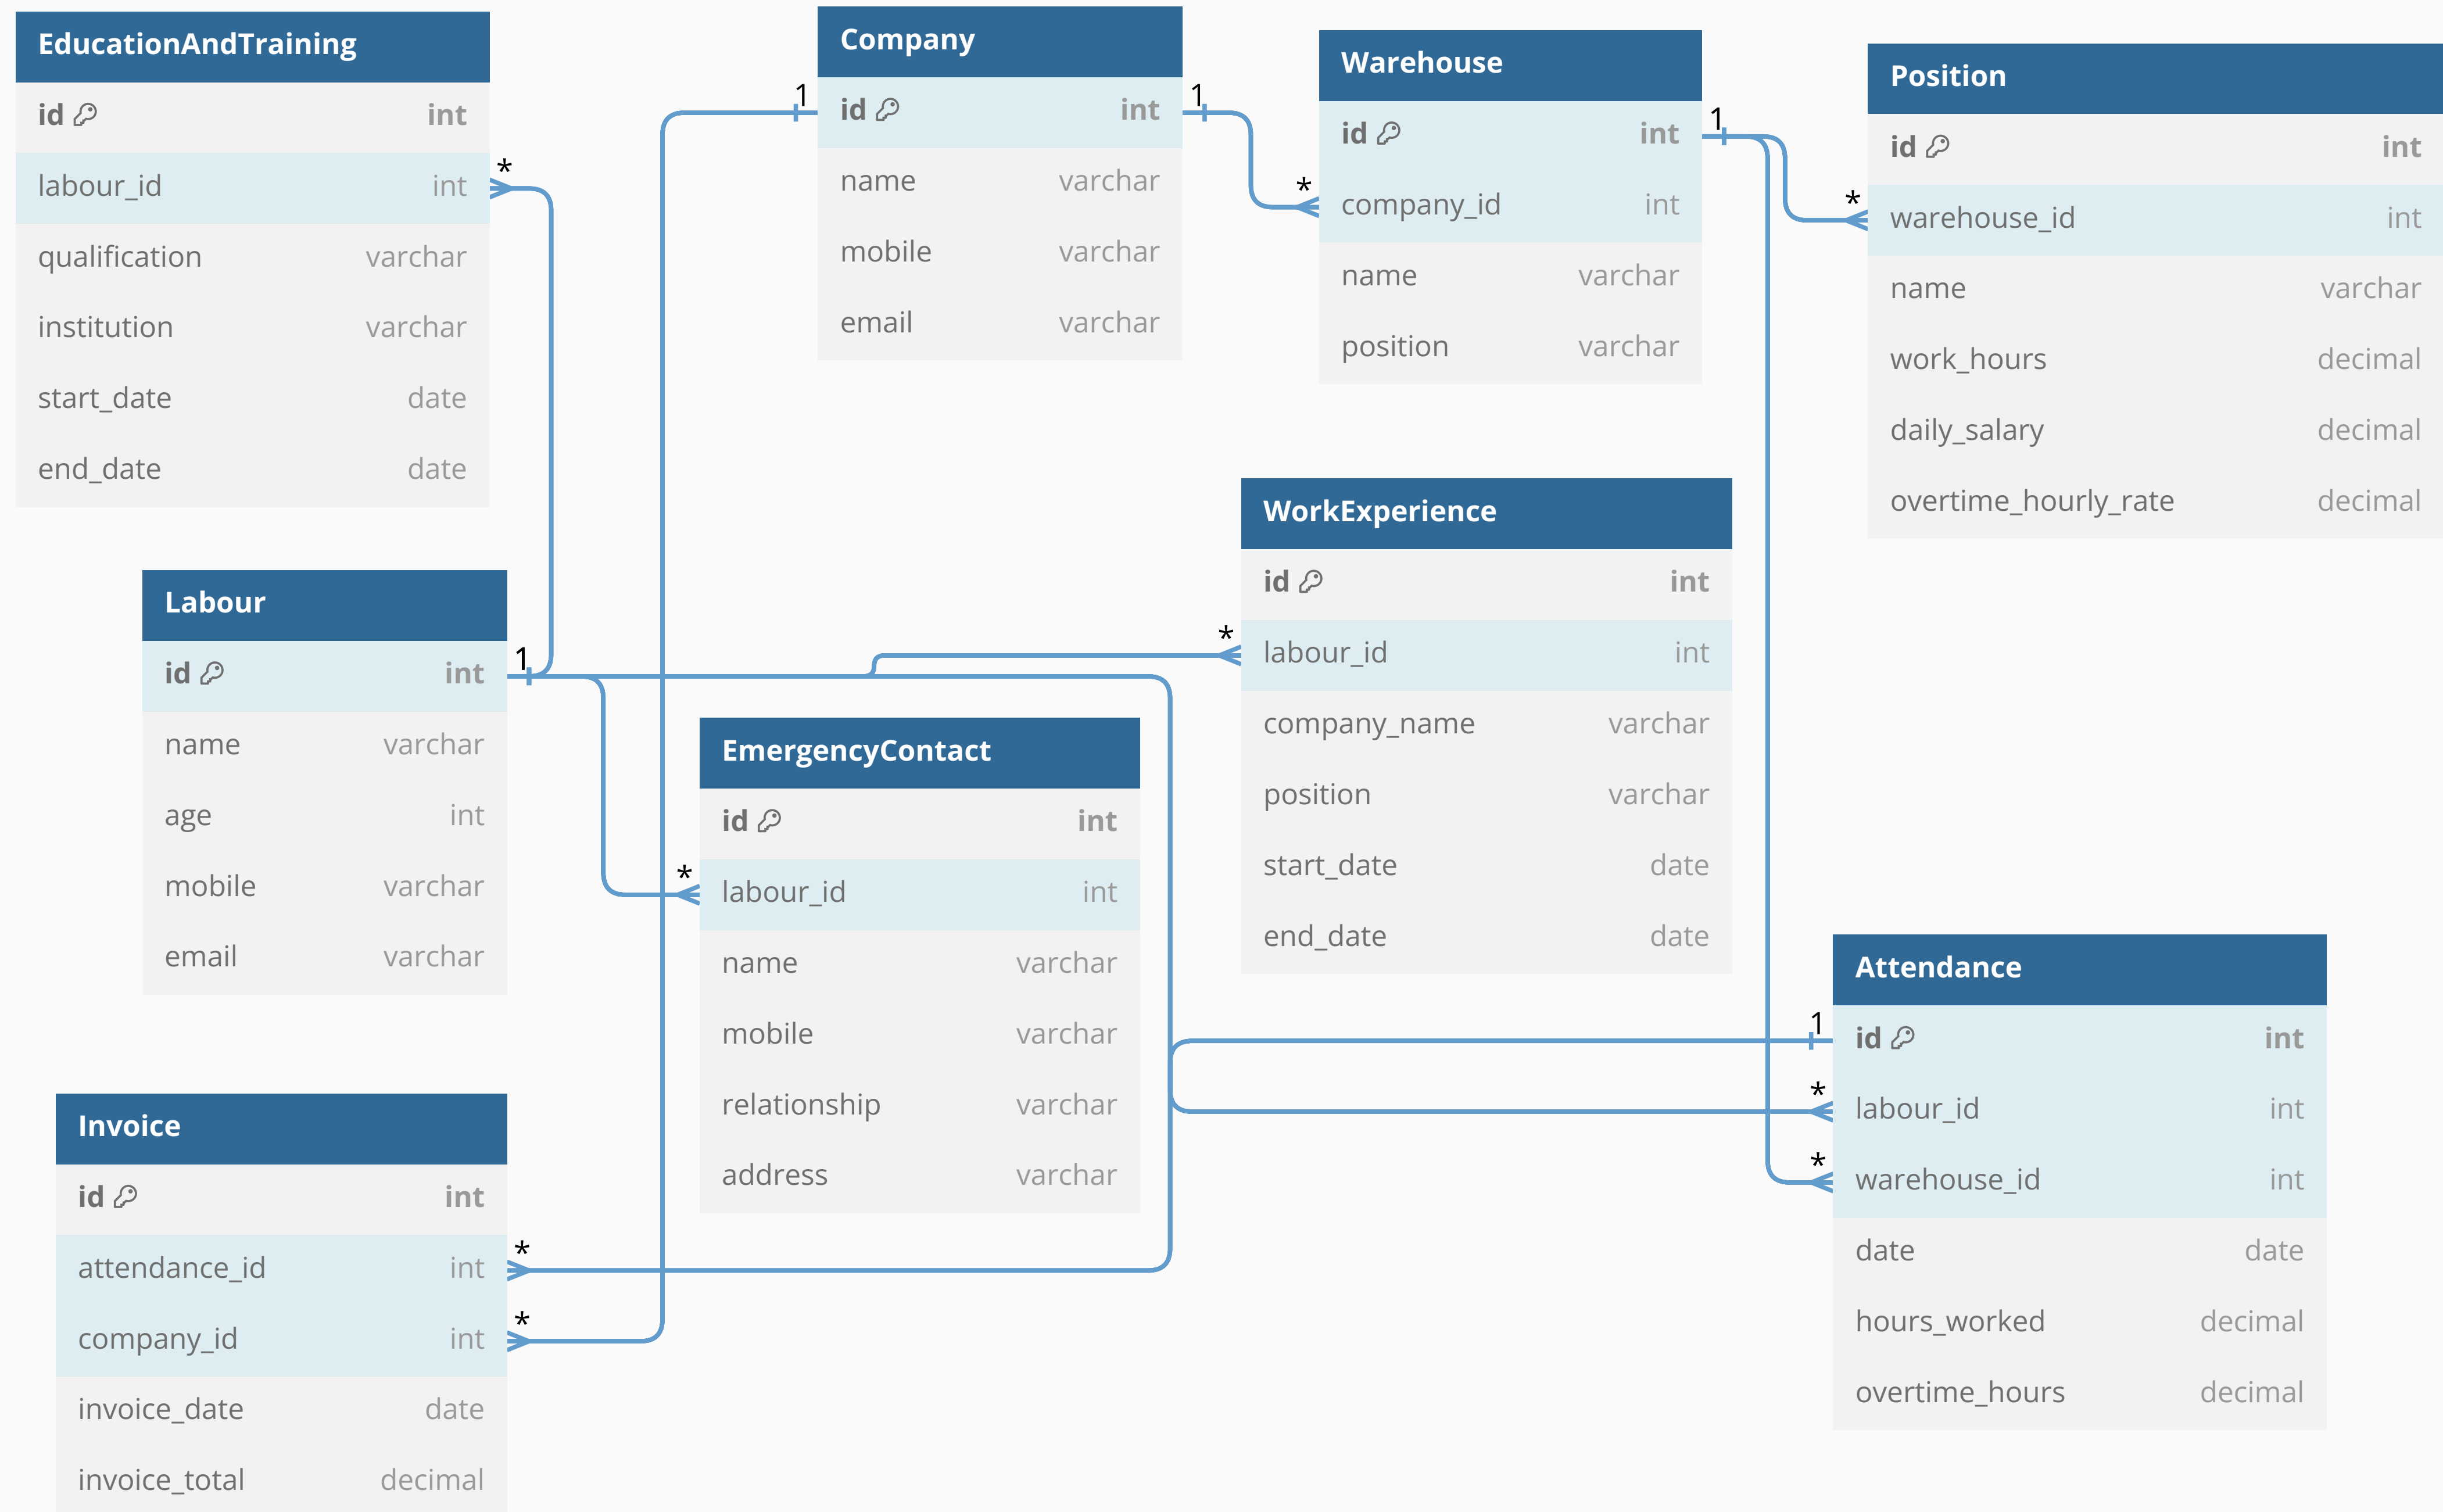 EducationAndTraining
id int
* 
labour_id int
qualification varchar
institution varchar
start_date date
end_date date
Company
1 1
id int
name varchar
mobile varchar
email varchar
Warehouse
1
id int
*
company_id int
name varchar
position varchar
Position
id int
*
warehouse_id int
name varchar
work_hours decimal
daily_salary decimal
overtime_hourly_rate decimal
Labour
1
id int
name varchar
age int
mobile varchar
email varchar
WorkExperience
id int
*
labour_id int
company_name varchar
position varchar
start_date date
end_date date
EmergencyContact
id int
*
labour_id int
name varchar
mobile varchar
relationship varchar
address varchar
Attendance
1
id int
*
labour_id int
*
warehouse_id int
date date
hours_worked decimal
overtime_hours decimal
Invoice
id int
*
attendance_id int
*
company_id int
invoice_date date
invoice_total decimal